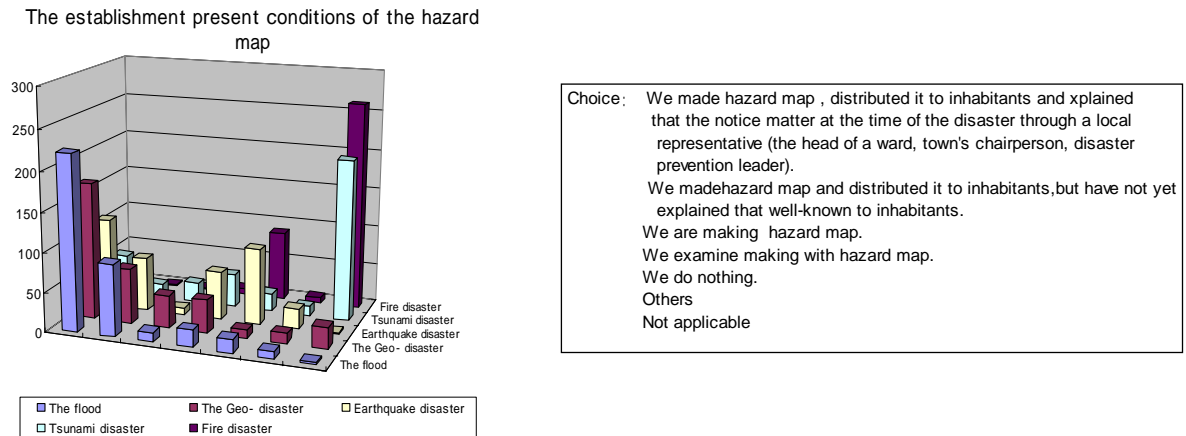 The establishment present conditions of the hazard
map
300
250
200
150
100
50
0
Fire disaster
Tsunami disaster
Earthquake disaster
The Geo- disaster
The flood
The flood
The Geo- disaster
Earthquake disaster
Tsunami disaster
Fire disaster
Choice: We made hazard map , distributed it to inhabitants and xplained
that the notice matter at the time of the disaster through a local
representative (the head of a ward, town's chairperson, disaster
prevention leader).
We madehazard map and distributed it to inhabitants,but have not yet
explained that well-known to inhabitants.
We are making hazard map.
We examine making with hazard map.
We do nothing.
Others
Not applicable